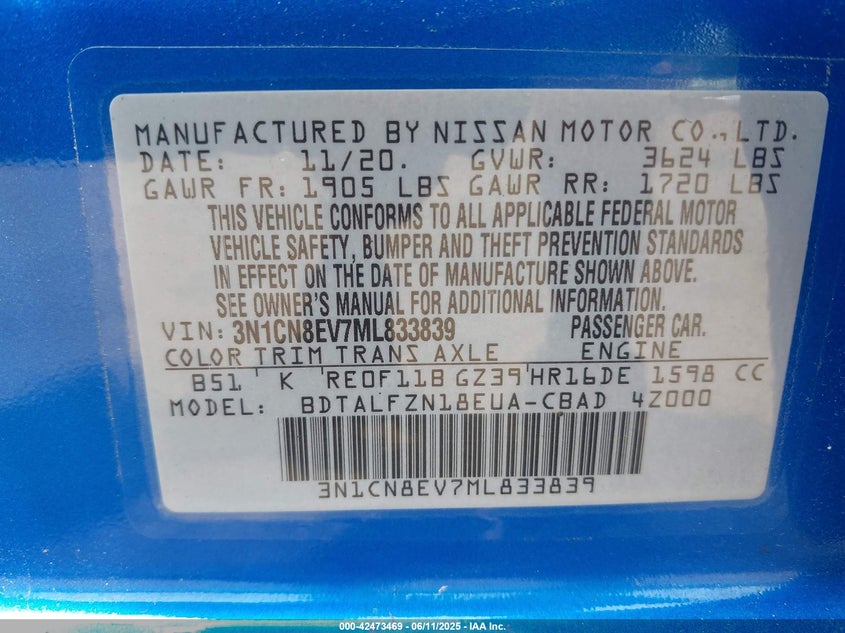 MANUFACTURED BY NISSAN MOTOR CO., LTD.
DATE: 11/20. GVWR: 3624 LBS
GAWR FR: 1905 LBS GAWR RR: 1720 LBS
THIS VEHICLE CONFORMS TO ALL APPLICABLE FEDERAL MOTOR
VEHICLE SAFETY, BUMPER AND THEFT PREVENTION STANDARDS
IN EFFECT ON THE DATE OF MANUFACTURE SHOWN ABOVE.
SEE OWNER'S MANUAL FOR ADDITIONAL INFORMATION.
VIN: 3N1CN8EV7ML833839 PASSENGER CAR.
COLOR TRIM TRANS AXLE ENGINE
B51 K RE0F11B GZ39 HR16DE 1598 CC
MODEL: BDTALFZN18EUA-CBAD 4Z000
3N1CN8EV7ML833839
000-42473469 06/11/2025 IAA Inc.